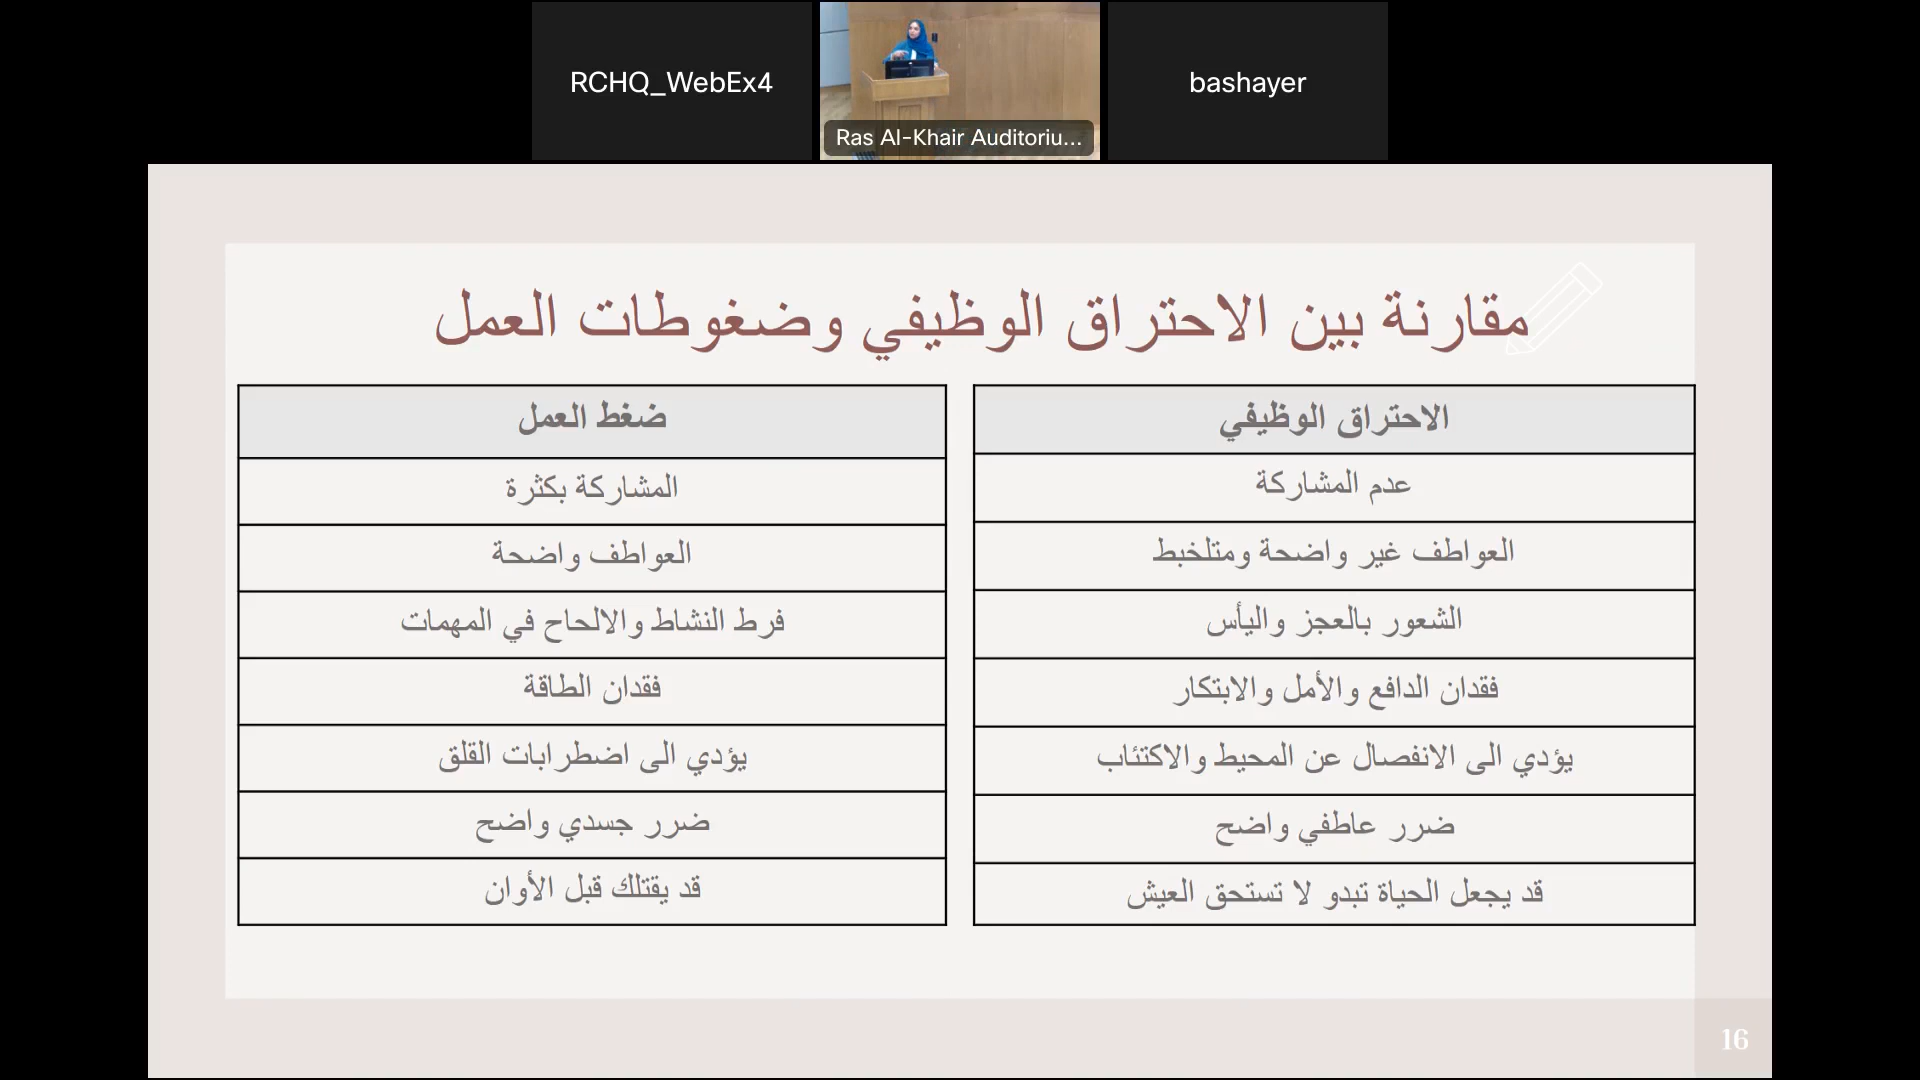 RCHQ_WebEx4
Ras Al-Khair Auditoriu...
bashayer
مقارنة بين الاحتراق الوظيفي وضغوطات العمل
الاحتراق الوظيفي
عدم المشاركة
العواطف غير واضحة ومتلخبط
الشعور بالعجز واليأس
فقدان الدافع والأمل والابتكار
يؤدي الى الانفصال عن المحيط والاكتئاب
ضرر عاطفي واضح
قد يجعل الحياة تبدو لا تستحق العيش
ضغط العمل
المشاركة بكثرة
العواطف واضحة
فرط النشاط والالحاح في المهمات
فقدان الطاقة
يؤدي الى اضطرابات القلق
ضرر جسدي واضح
قد يقتلك قبل الأوان
16